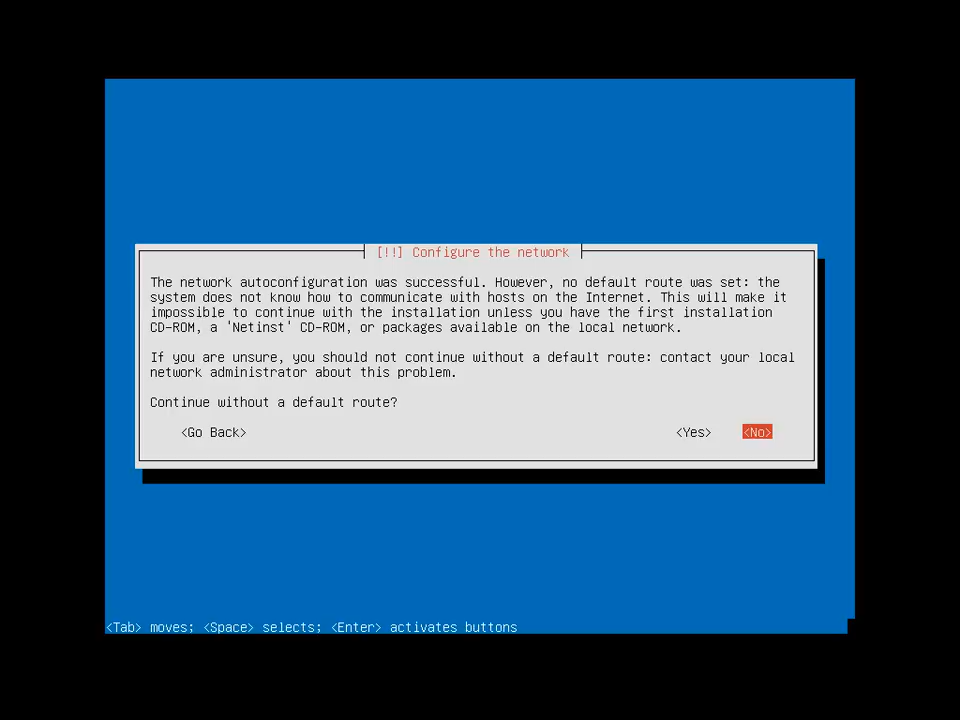 [!!] Configure the network
The network autoconfiguration was successful. However, no default route was set: the
system does not know how to communicate with hosts on the Internet. This will make it
impossible to continue with the installation unless you have the first installation
CD-ROM, a 'Netinst' CD-ROM, or packages available on the local network.
If you are unsure, you should not continue without a default route: contact your local
network administrator about this problem.
Continue without a default route?
<Go Back> <Yes> <No>
<Tab> moves; <Space> selects; <Enter> activates buttons